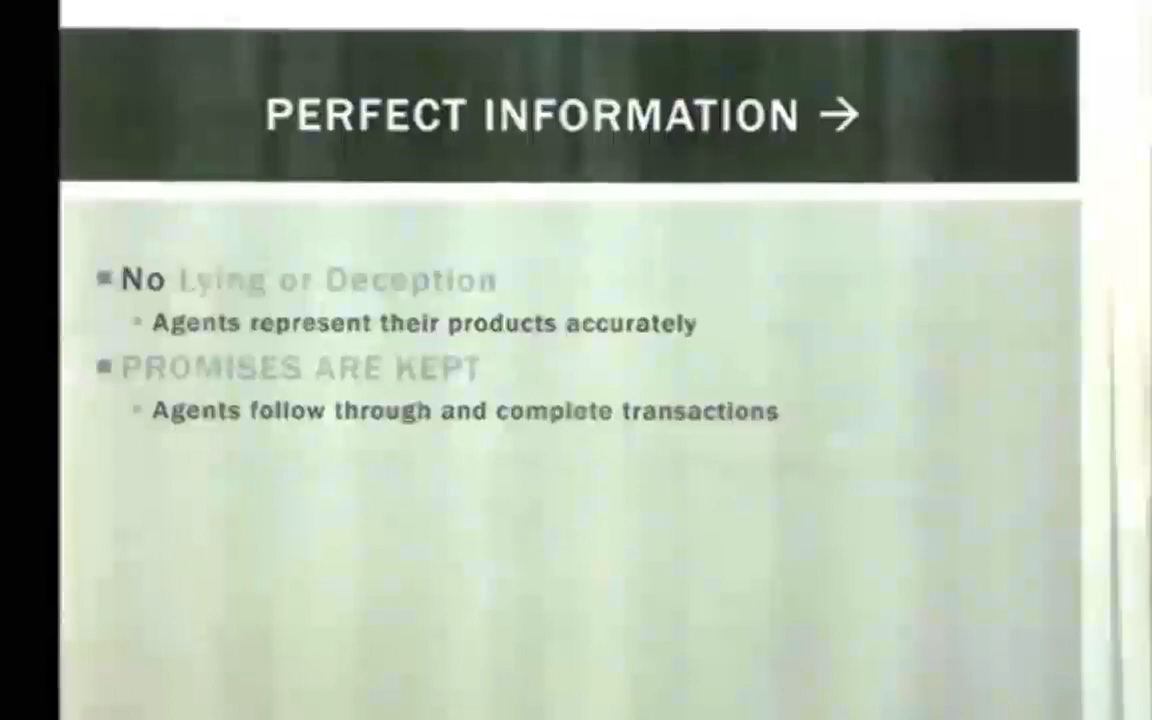 PERFECT INFORMATION →
No Lying or Deception
Agents represent their products accurately
PROMISES ARE KEPT
Agents follow through and complete transactions